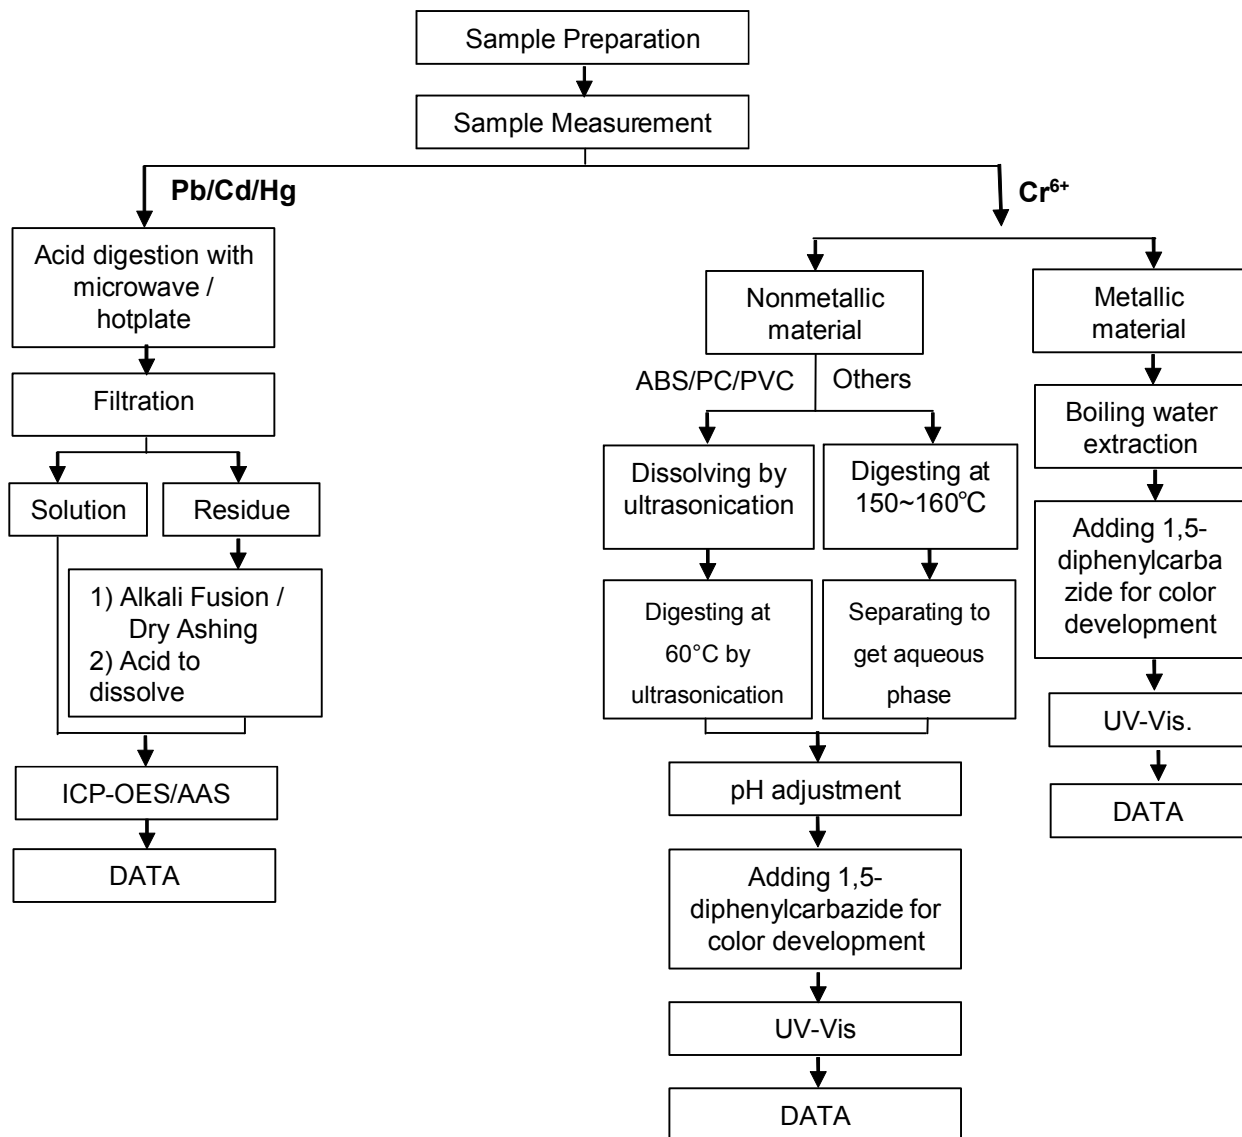 Sample Preparation
Sample Measurement
Pb/Cd/Hg
Cr⁶⁺
Acid digestion with
microwave /
hotplate
Filtration
Solution
Residue
1) Alkali Fusion /
Dry Ashing
2) Acid to
dissolve
ICP-OES/AAS
DATA
Nonmetallic
material
ABS/PC/PVC
Others
Dissolving by
ultrasonication
Digesting at
150~160℃
Digesting at
60°C by
ultrasonication
Separating to
get aqueous
phase
pH adjustment
Adding 1,5-
diphenylcarbazide for
color development
UV-Vis
DATA
Metallic
material
Boiling water
extraction
Adding 1,5-
diphenylcarba
zide for color
development
UV-Vis.
DATA